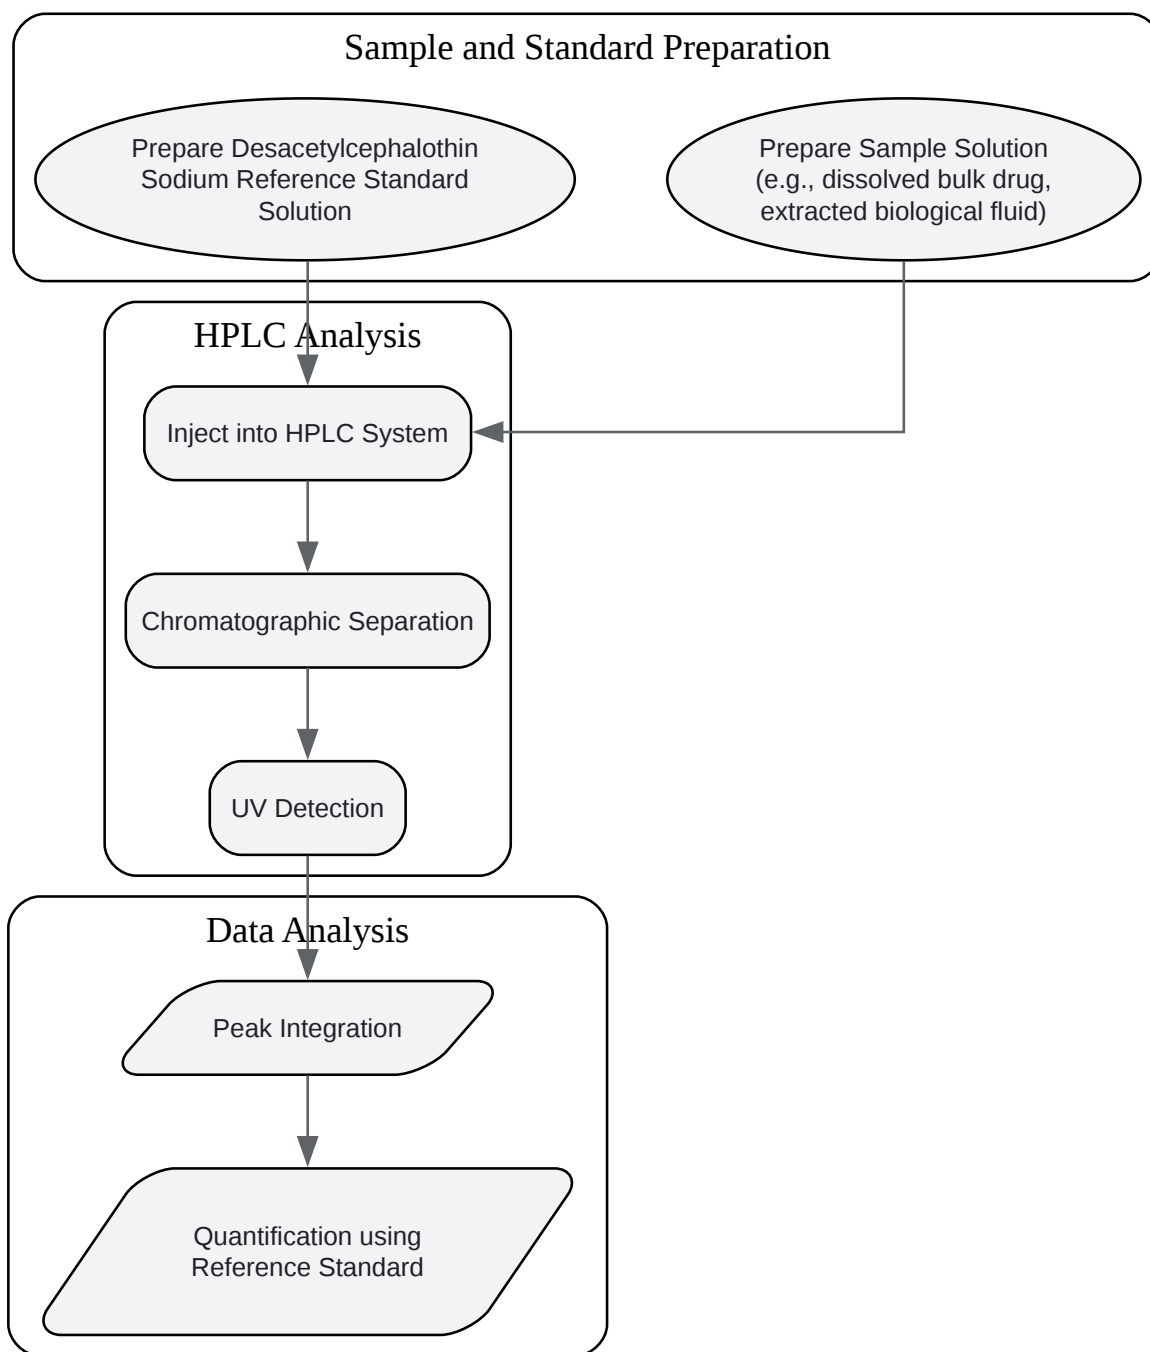 Sample and Standard Preparation
Prepare Desacetylcephalothin
Sodium Reference Standard
Solution
Prepare Sample Solution
(e.g., dissolved bulk drug,
extracted biological fluid)
HPLC Analysis
Inject into HPLC System
Chromatographic Separation
UV Detection
Data Analysis
Peak Integration
Quantification using
Reference Standard